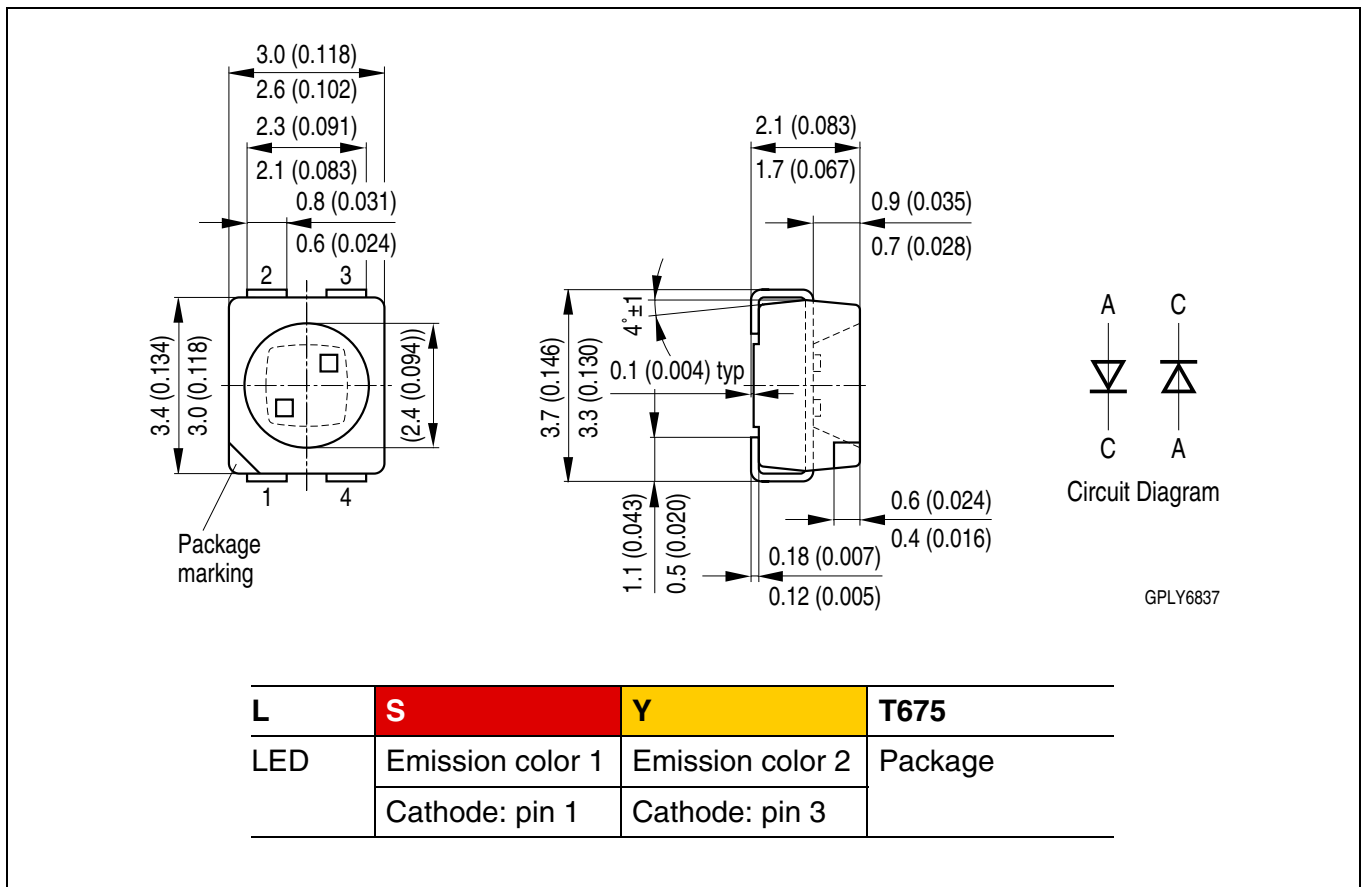 3.0 (0.118)
2.6 (0.102)
2.3 (0.091)
2.1 (0.083)
0.8 (0.031)
0.6 (0.024)
2 3
3.4 (0.134)
3.0 (0.118)
(2.4 (0.094))
1 4
Package
marking
2.1 (0.083)
1.7 (0.067)
0.9 (0.035)
0.7 (0.028)
4˚±1
0.1 (0.004) typ
3.7 (0.146)
3.3 (0.130)
1.1 (0.043)
0.5 (0.020)
0.6 (0.024)
0.4 (0.016)
0.18 (0.007)
0.12 (0.005)
A C
C A
Circuit Diagram
GPLY6837
L S Y T675
LED Emission color 1 Emission color 2 Package
Cathode: pin 1 Cathode: pin 3